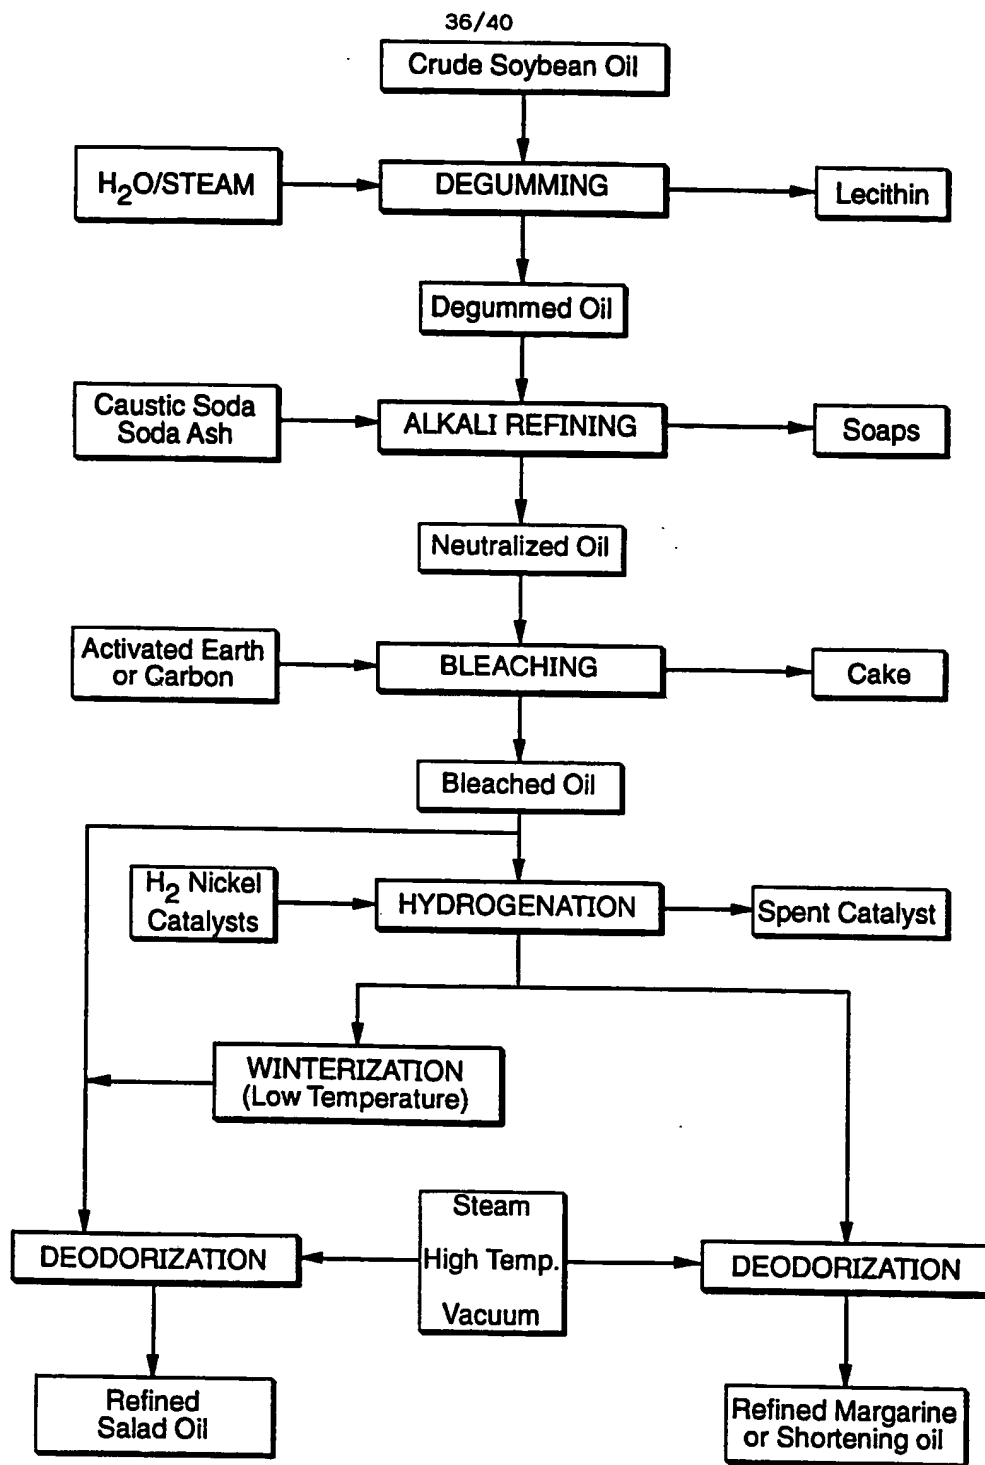 36/40
Crude Soybean Oil
H2O/STEAM
DEGUMMING
Lecithin
Degummed Oil
Caustic Soda
Soda Ash
ALKALI REFINING
Soaps
Neutralized Oil
Activated Earth
or Carbon
BLEACHING
Cake
Bleached Oil
H2 Nickel
Catalysts
HYDROGENATION
Spent Catalyst
WINTERIZATION
(Low Temperature)
Steam
High Temp.
Vacuum
DEODORIZATION
DEODORIZATION
Refined
Salad Oil
Refined Margarine
or Shortening oil